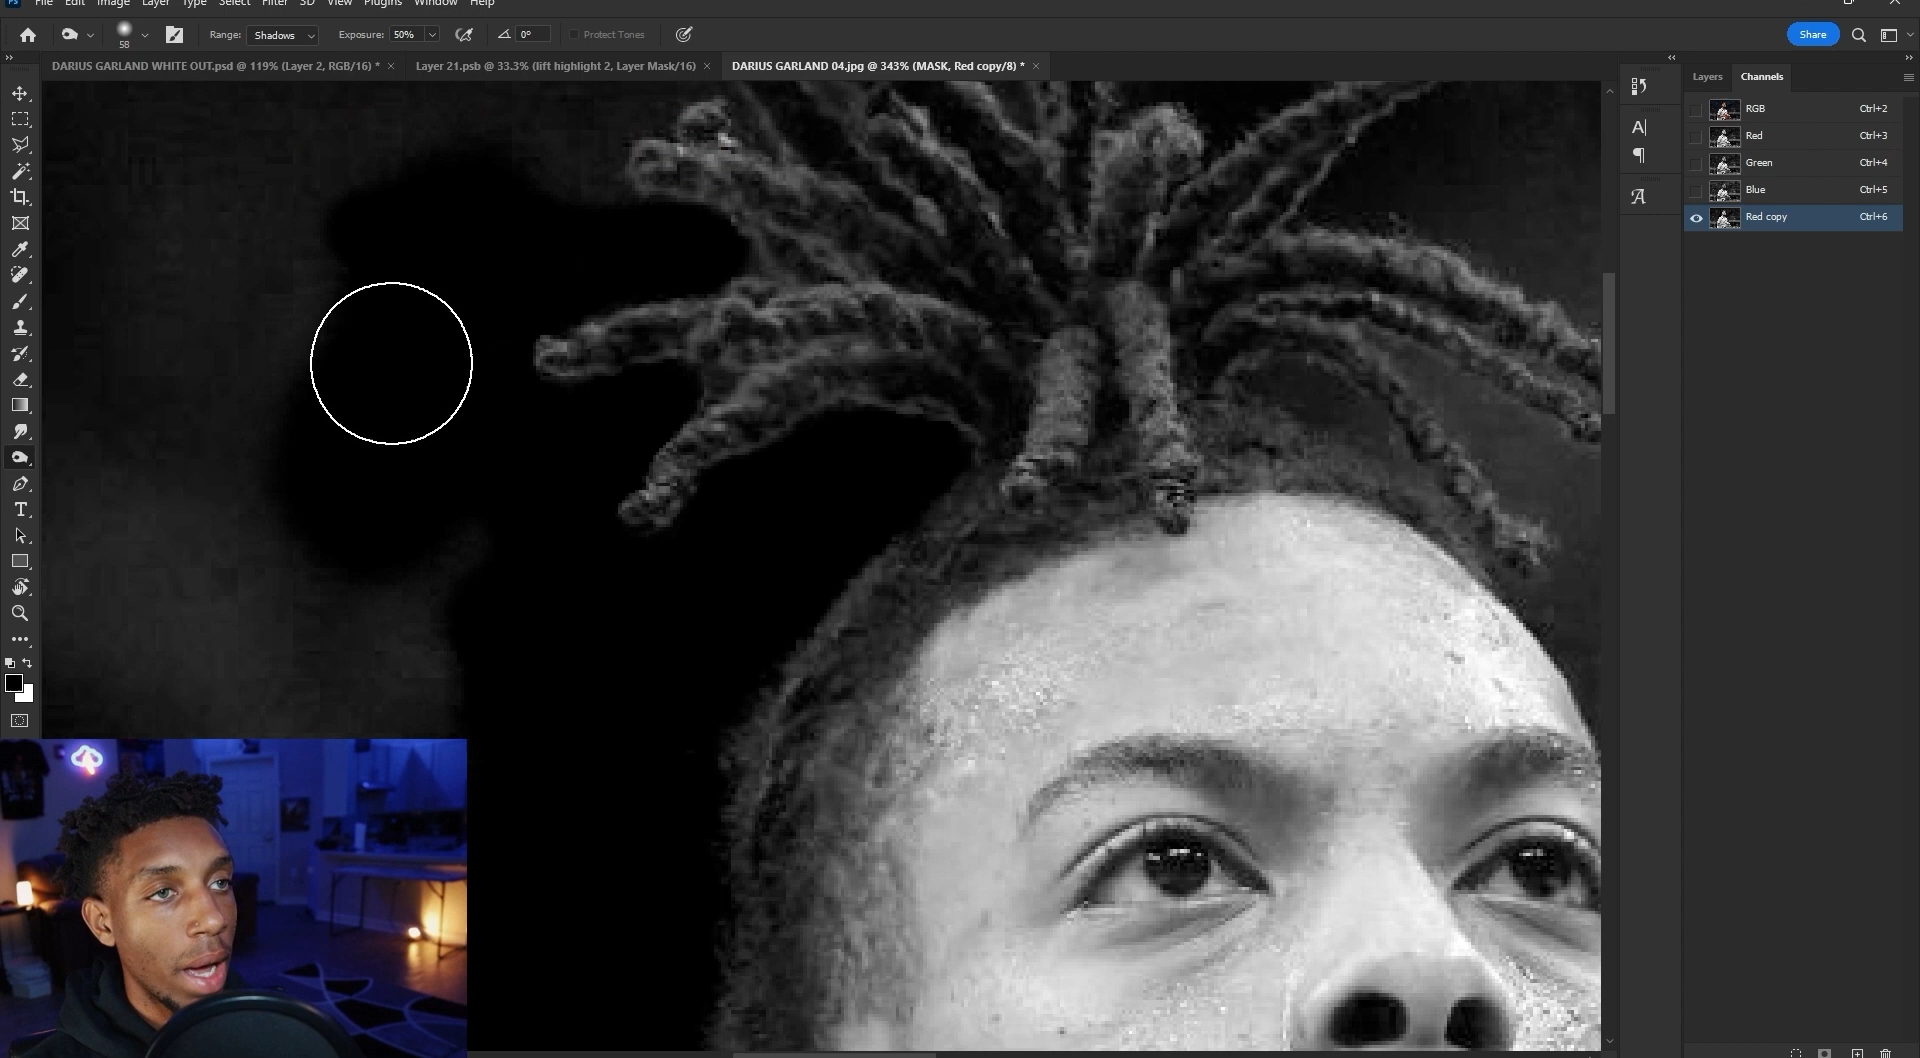 Ps File Edit Image Layer Type Select Filter 3D View Plugins Window Help
58 Range: Shadows Exposure: 50% 0° Protect Tones Share
DARIUS GARLAND WHITE OUT.psd @ 119% (Layer 2, RGB/16) * × Layer 21.psb @ 33.3% (lift highlight 2, Layer Mask/16) × DARIUS GARLAND 04.jpg @ 343% (MASK, Red copy/8) * ×
Layers Channels
RGB Ctrl+2
Red Ctrl+3
Green Ctrl+4
Blue Ctrl+5
Red copy Ctrl+6